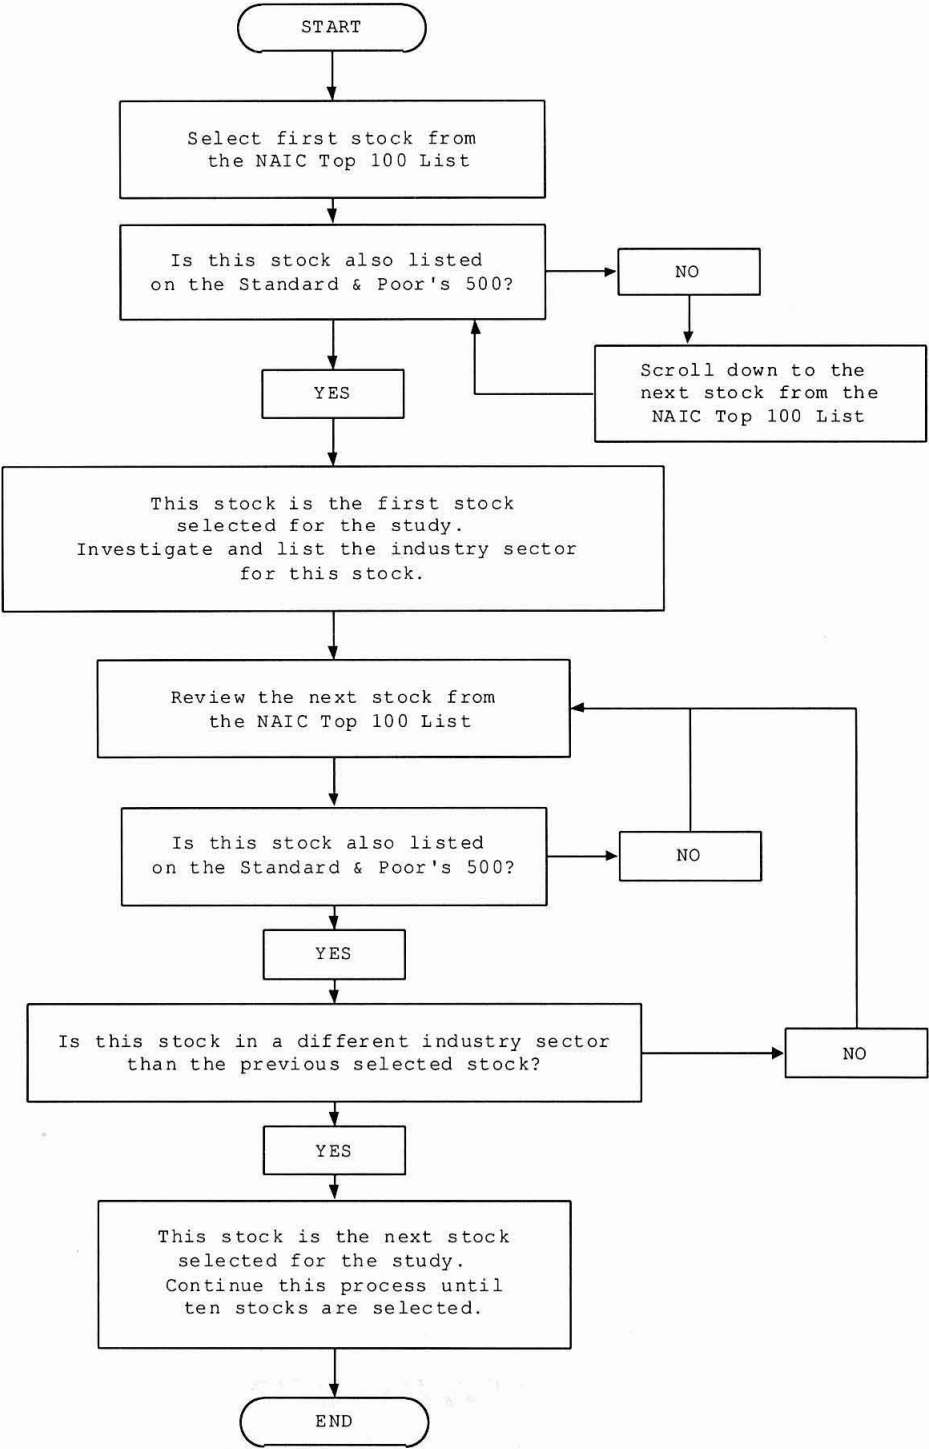 START
Select first stock from
the NAIC Top 100 List
Is this stock also listed
on the Standard & Poor's 500?
NO
Scroll down to the
next stock from the
NAIC Top 100 List
YES
This stock is the first stock
selected for the study.
Investigate and list the industry sector
for this stock.
Review the next stock from
the NAIC Top 100 List
Is this stock also listed
on the Standard & Poor's 500?
NO
YES
Is this stock in a different industry sector
than the previous selected stock?
NO
YES
This stock is the next stock
selected for the study.
Continue this process until
ten stocks are selected.
END